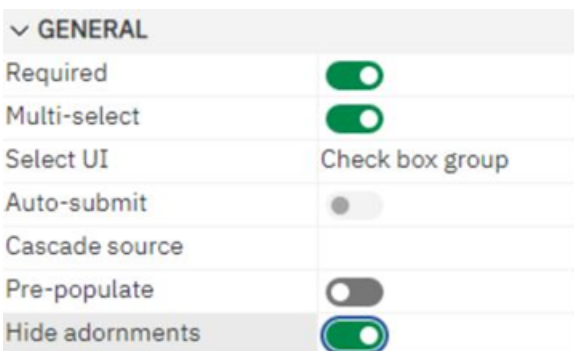 GENERAL
Required
Multi-select
Select UI Check box group
Auto-submit
Cascade source
Pre-populate
Hide adornments